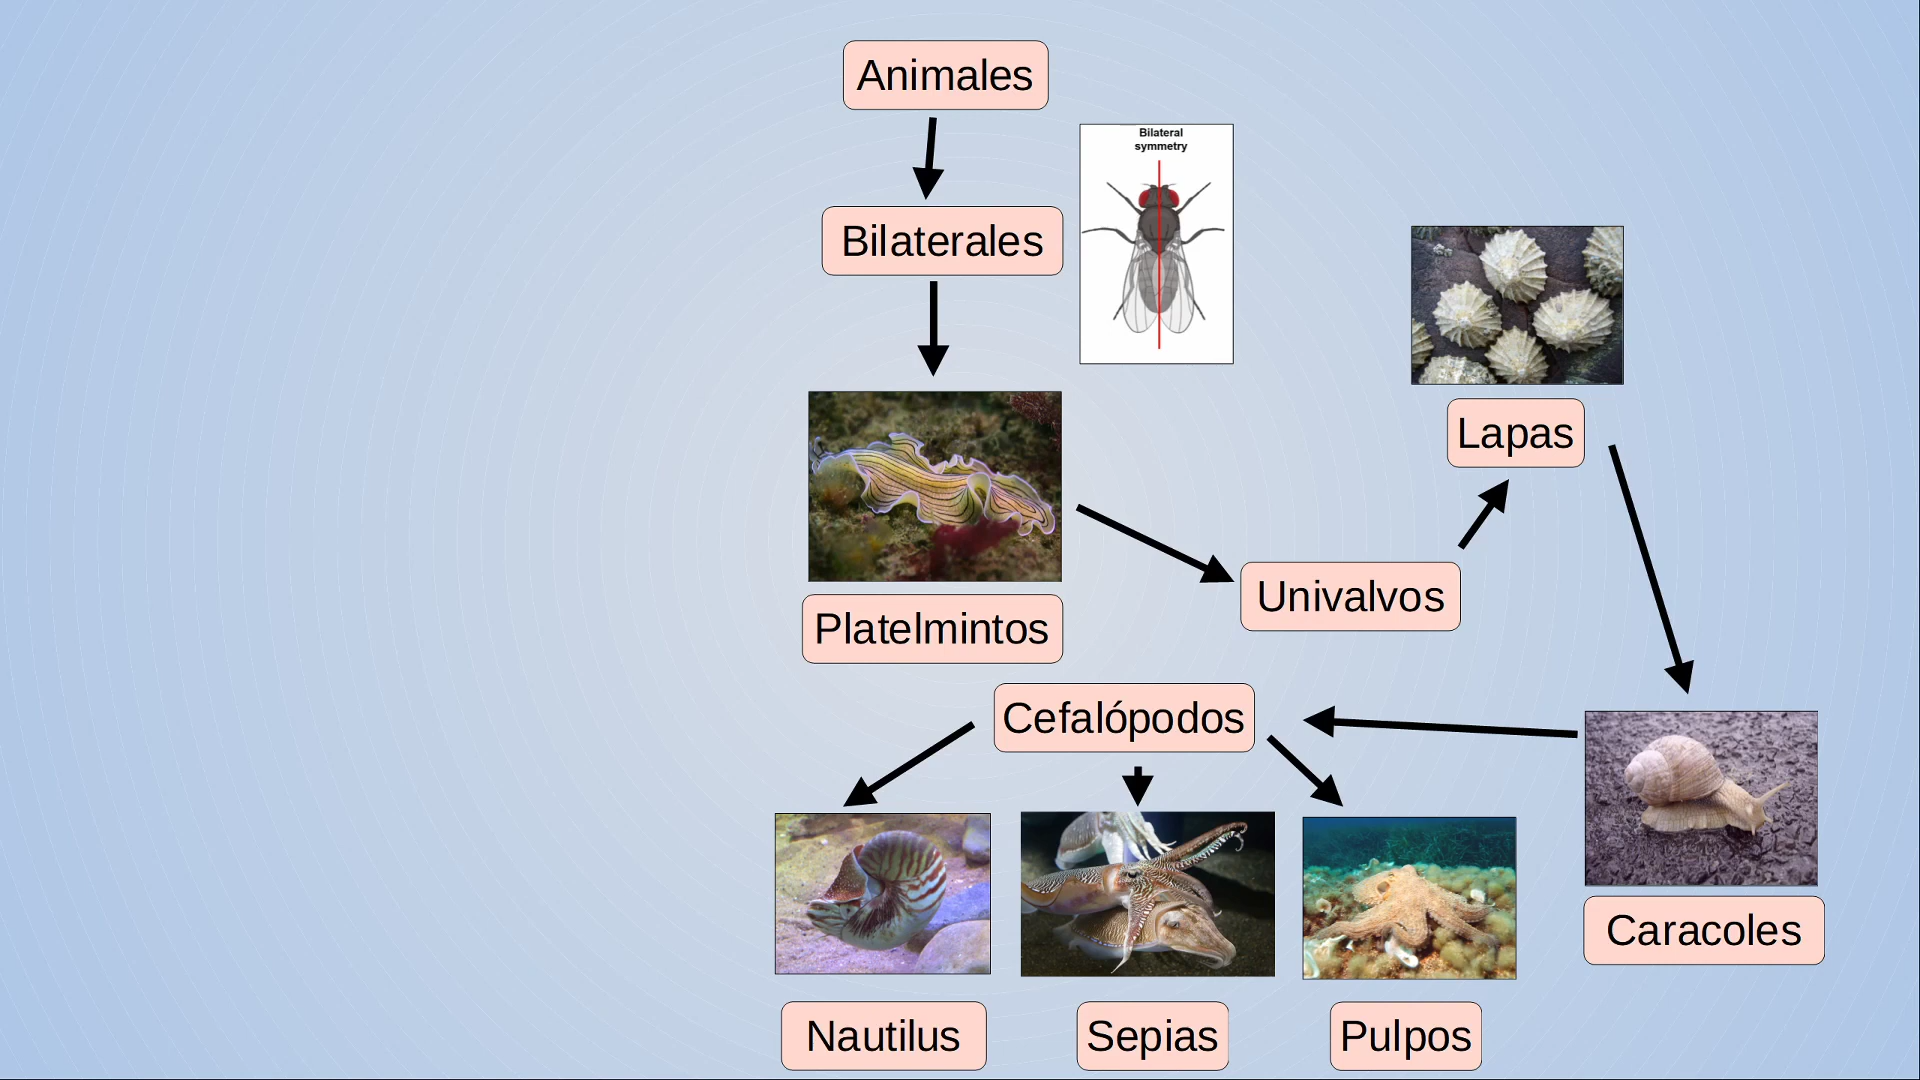 Animales
Bilateral
symmetry
Bilaterales
Lapas
Univalvos
Platelmintos
Cefalópodos
Caracoles
Nautilus
Sepias
Pulpos